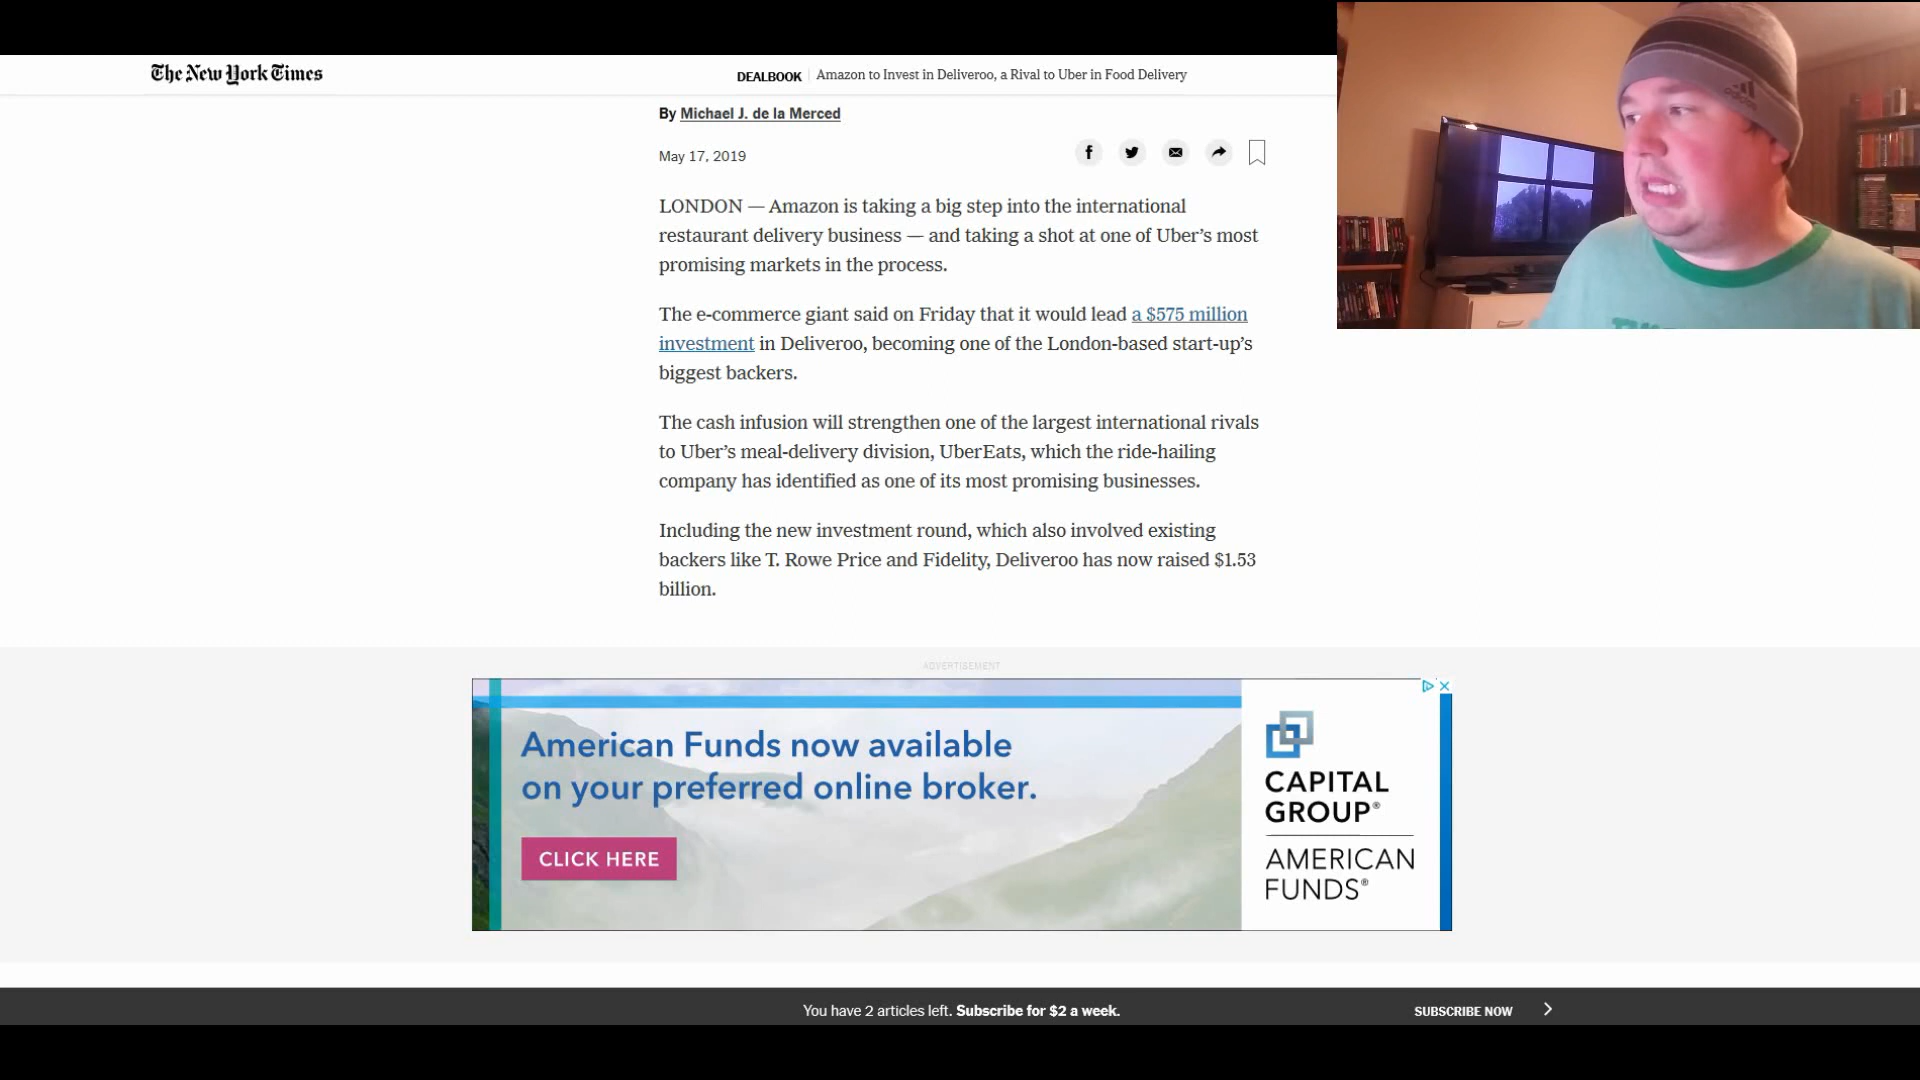 The New York Times
DEALBOOK Amazon to Invest in Deliveroo, a Rival to Uber in Food Delivery
By Michael J. de la Merced
May 17, 2019
LONDON — Amazon is taking a big step into the international
restaurant delivery business — and taking a shot at one of Uber’s most
promising markets in the process.
The e-commerce giant said on Friday that it would lead a $575 million
investment in Deliveroo, becoming one of the London-based start-up’s
biggest backers.
The cash infusion will strengthen one of the largest international rivals
to Uber’s meal-delivery division, UberEats, which the ride-hailing
company has identified as one of its most promising businesses.
Including the new investment round, which also involved existing
backers like T. Rowe Price and Fidelity, Deliveroo has now raised $1.53
billion.
ADVERTISEMENT
American Funds now available
on your preferred online broker.
CLICK HERE
CAPITAL
GROUP®
AMERICAN
FUNDS®
You have 2 articles left. Subscribe for $2 a week.
SUBSCRIBE NOW
adidas